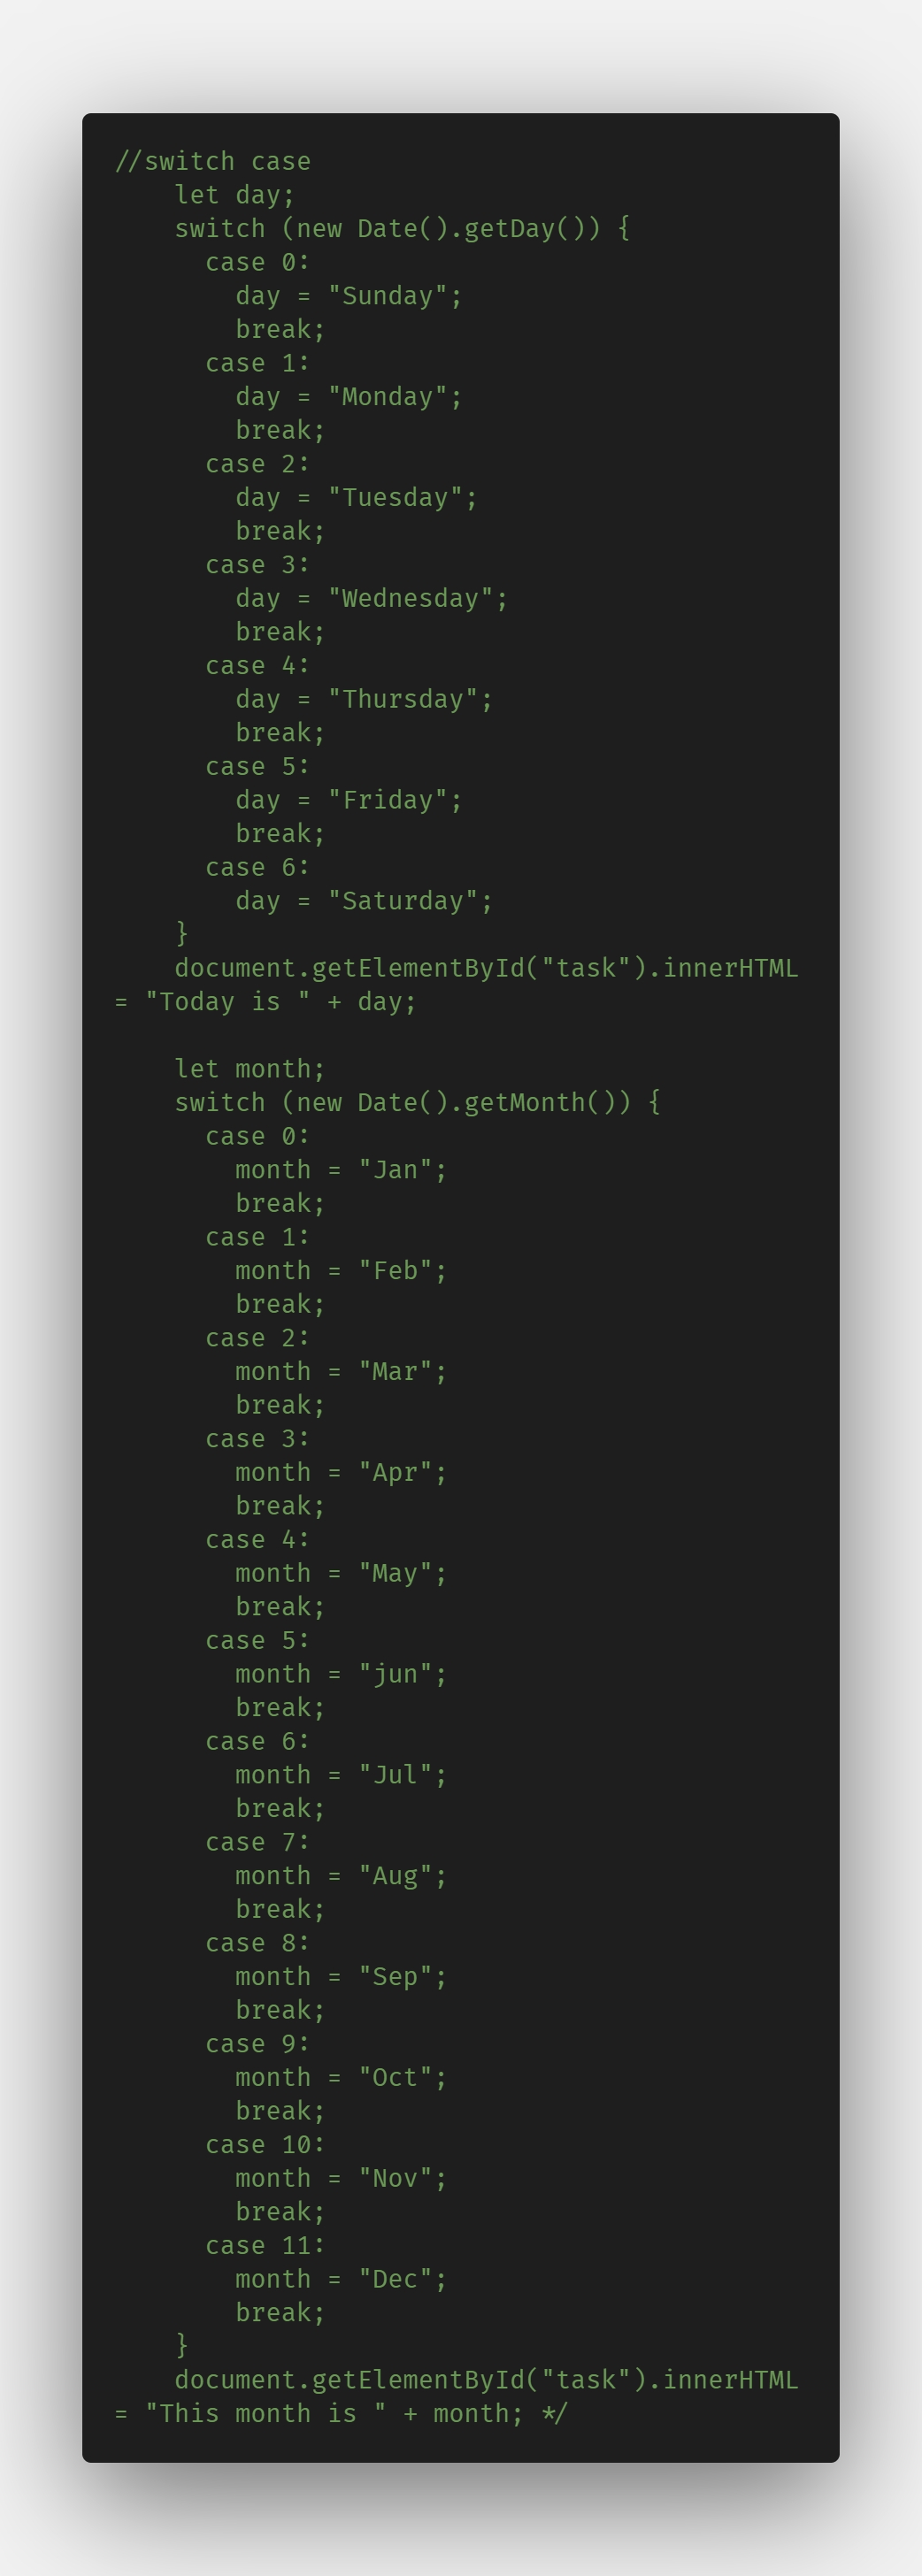 //switch case
    let day;
    switch (new Date().getDay()) {
      case 0:
        day = "Sunday";
        break;
      case 1:
        day = "Monday";
        break;
      case 2:
        day = "Tuesday";
        break;
      case 3:
        day = "Wednesday";
        break;
      case 4:
        day = "Thursday";
        break;
      case 5:
        day = "Friday";
        break;
      case 6:
        day = "Saturday";
    }
    document.getElementById("task").innerHTML
= "Today is " + day;

    let month;
    switch (new Date().getMonth()) {
      case 0:
        month = "Jan";
        break;
      case 1:
        month = "Feb";
        break;
      case 2:
        month = "Mar";
        break;
      case 3:
        month = "Apr";
        break;
      case 4:
        month = "May";
        break;
      case 5:
        month = "jun";
        break;
      case 6:
        month = "Jul";
        break;
      case 7:
        month = "Aug";
        break;
      case 8:
        month = "Sep";
        break;
      case 9:
        month = "Oct";
        break;
      case 10:
        month = "Nov";
        break;
      case 11:
        month = "Dec";
        break;
    }
    document.getElementById("task").innerHTML
= "This month is " + month; */